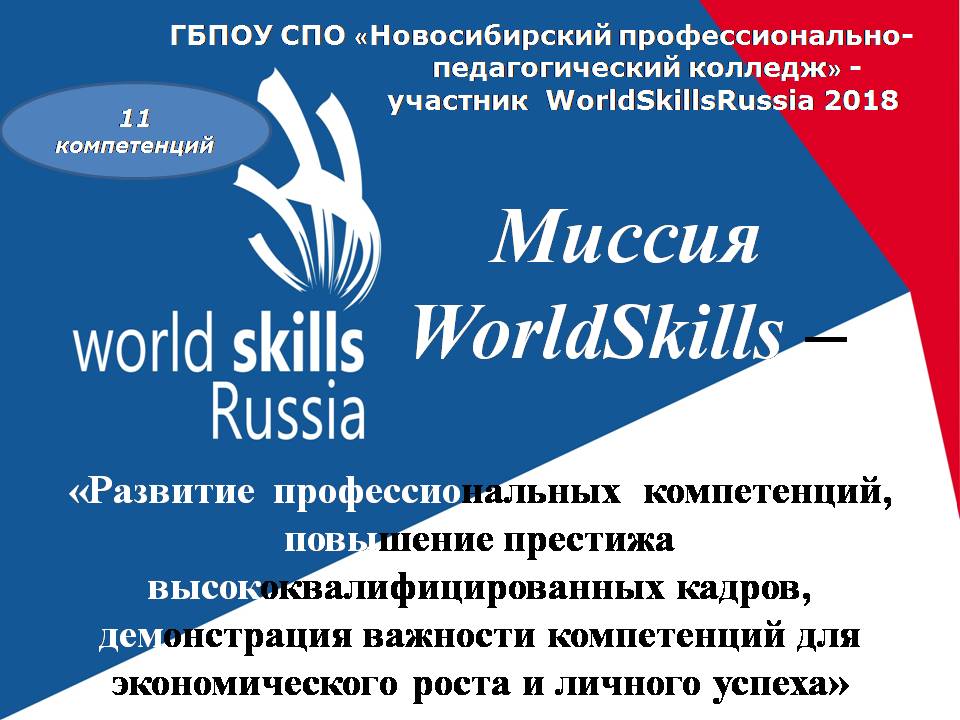 ГБПОУ СПО «Новосибирский профессионально-
педагогический колледж» -
участник WorldSkillsRussia 2018
11
компетенций
Миссия
WorldSkills –
world skills
Russia
«Развитие профессиональных компетенций,
повышение престижа
высококвалифицированных кадров,
демонстрация важности компетенций для
экономического роста и личного успеха»